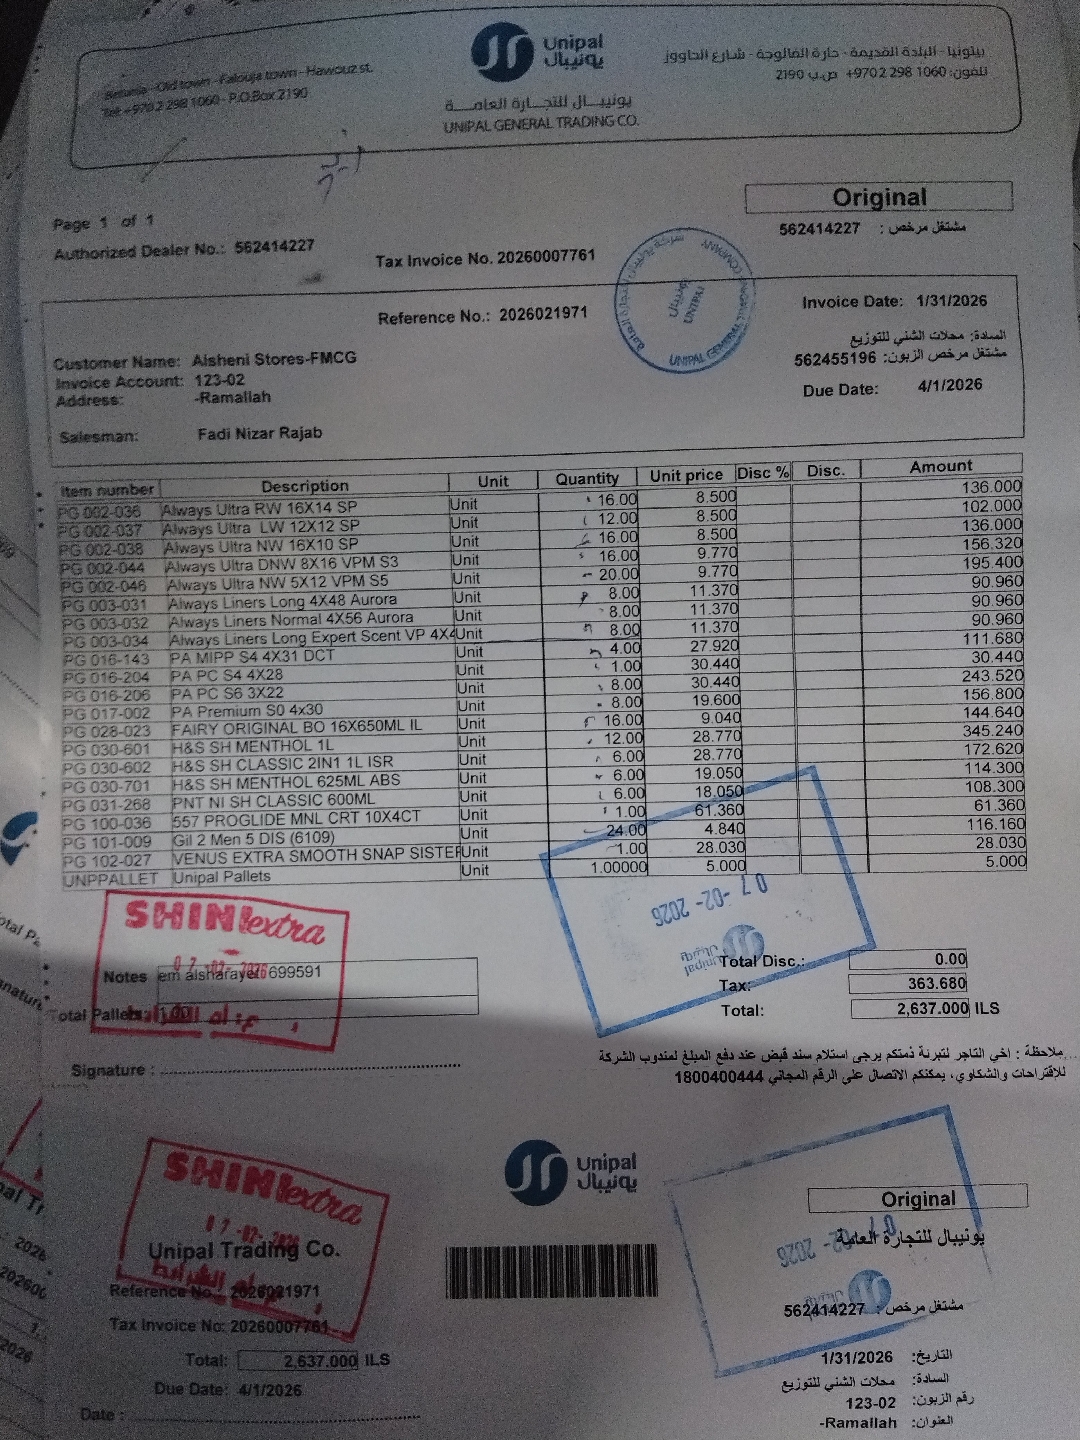 Unipal
يونيبال
Betunia - Old town - Falouja town - Hawouz st.
Tel: +970 2 298 1060 - P.O.Box 2190
بيتونيا - البلدة القديمة - حارة الفالوجة - شارع الحاووز
تلفون: 1060 298 2 970+ ص.ب 2190
يونيبال للتجارة العامة
UNIPAL GENERAL TRADING CO.
Original
Page 1 of 1
مشتغل مرخص : 562414227
Authorized Dealer No.: 562414227
Tax Invoice No. 20260007761
Reference No.: 2026021971
Invoice Date: 1/31/2026
السادة: محلات الشني للتوزيع
Customer Name: Alsheni Stores-FMCG
مشتغل مرخص الزبون: 562455196
Invoice Account: 123-02
Address: -Ramallah
Due Date: 4/1/2026
Salesman: Fadi Nizar Rajab
Item number Description Unit Quantity Unit price Disc % Disc. Amount
PG 002-036 Always Ultra RW 16X14 SP Unit 16.00 8.500 136.000
PG 002-037 Always Ultra LW 12X12 SP Unit 12.00 8.500 102.000
PG 002-038 Always Ultra NW 16X10 SP Unit 16.00 8.500 136.000
PG 002-044 Always Ultra DNW 8X16 VPM S3 Unit 16.00 9.770 156.320
PG 002-046 Always Ultra NW 5X12 VPM S5 Unit 20.00 9.770 195.400
PG 003-031 Always Liners Long 4X48 Aurora Unit 8.00 11.370 90.960
PG 003-032 Always Liners Normal 4X56 Aurora Unit 8.00 11.370 90.960
PG 003-034 Always Liners Long Expert Scent VP 4X4 Unit 8.00 11.370 90.960
PG 016-143 PA MIPP S4 4X31 DCT Unit 4.00 27.920 111.680
PG 016-204 PA PC S4 4X28 Unit 1.00 30.440 30.440
PG 016-206 PA PC S6 3X22 Unit 8.00 30.440 243.520
PG 017-002 PA Premium S0 4x30 Unit 8.00 19.600 156.800
PG 028-023 FAIRY ORIGINAL BO 16X650ML IL Unit 16.00 9.040 144.640
PG 030-601 H&S SH MENTHOL 1L Unit 12.00 28.770 345.240
PG 030-602 H&S SH CLASSIC 2IN1 1L ISR Unit 6.00 28.770 172.620
PG 030-701 H&S SH MENTHOL 625ML ABS Unit 6.00 19.050 114.300
PG 031-268 PNT NI SH CLASSIC 600ML Unit 6.00 18.050 108.300
PG 100-036 557 PROGLIDE MNL CRT 10X4CT Unit 1.00 61.360 61.360
PG 101-009 Gil 2 Men 5 DIS (6109) Unit 24.00 4.840 116.160
PG 102-027 VENUS EXTRA SMOOTH SNAP SISTER Unit 1.00 28.030 28.030
UNPPALLET Unipal Pallets Unit 1.00000 5.000 5.000
SHINI extra
07-02-2026
07-02-2026
Unipal
يونيبال
Notes em alsharayet 699591
Total Disc.: 0.00
Tax: 363.680
Total Pallets 1.00
Total: 2,637.000 ILS
Signature :
ملاحظة : اخي التاجر لتبرئة ذمتكم يرجى استلام سند قبض عند دفع المبلغ لمندوب الشركة
للإقتراحات والشكاوي، يمكنكم الاتصال على الرقم المجاني 1800400444
Unipal
يونيبال
SHINI extra
07-02-2026
Original
Unipal Trading Co.
يونيبال للتجارة العامة
Reference No.: 2026021971
مشتغل مرخص : 562414227
Tax Invoice No: 20260007761
Total: 2,637.000 ILS
التاريخ: 1/31/2026
السادة: محلات الشني للتوزيع
Due Date: 4/1/2026
رقم الزبون: 123-02
Date :
العنوان: -Ramallah